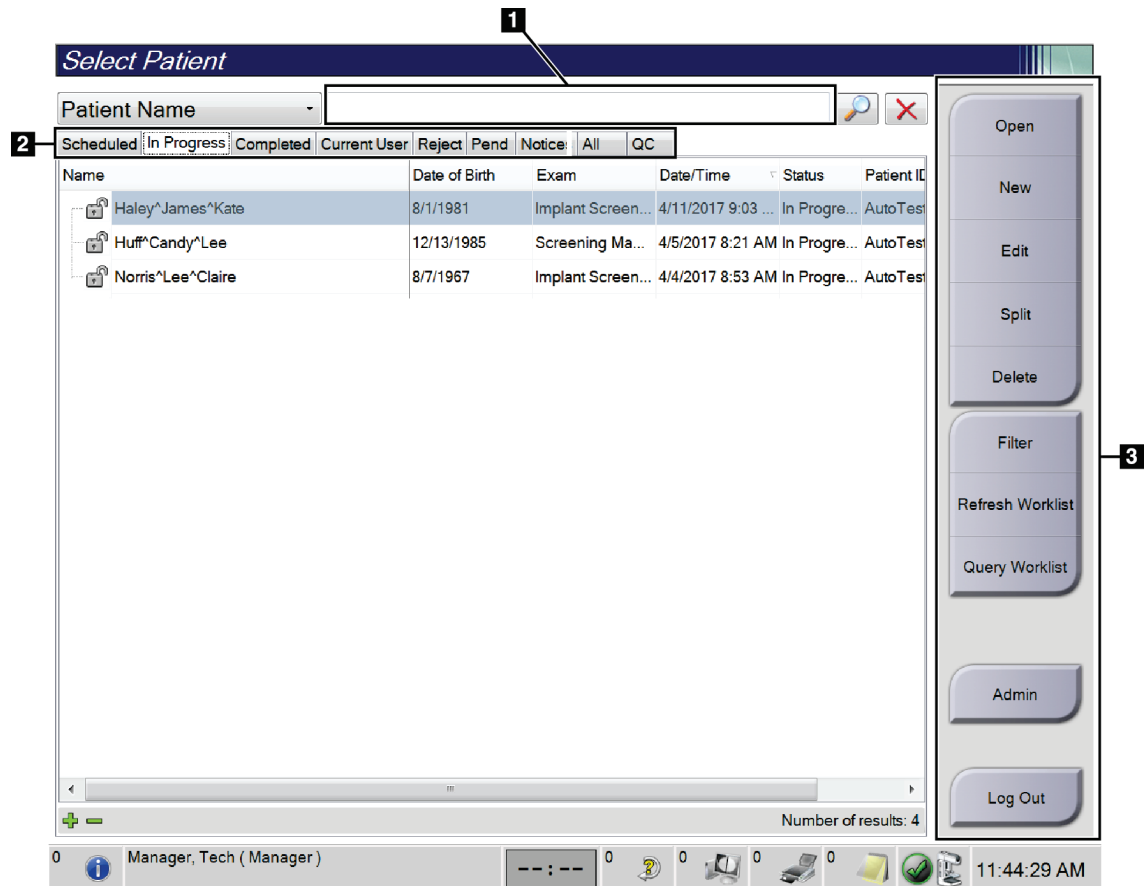 1
Select Patient
Patient Name
2
Scheduled In Progress Completed Current User Reject Pend Notice All QC
Name Date of Birth Exam Date/Time Status Patient ID
Haley^James^Kate 8/1/1981 Implant Screen... 4/11/2017 9:03 ... In Progre... AutoTest
Huff^Candy^Lee 12/13/1985 Screening Ma... 4/5/2017 8:21 AM In Progre... AutoTest
Norris^Lee^Claire 8/7/1967 Implant Screen... 4/4/2017 8:53 AM In Progre... AutoTest
Number of results: 4
Open
New
Edit
Split
Delete
Filter
3
Refresh Worklist
Query Worklist
Admin
Log Out
0 Manager, Tech ( Manager ) --:-- 0 0 0 0 11:44:29 AM